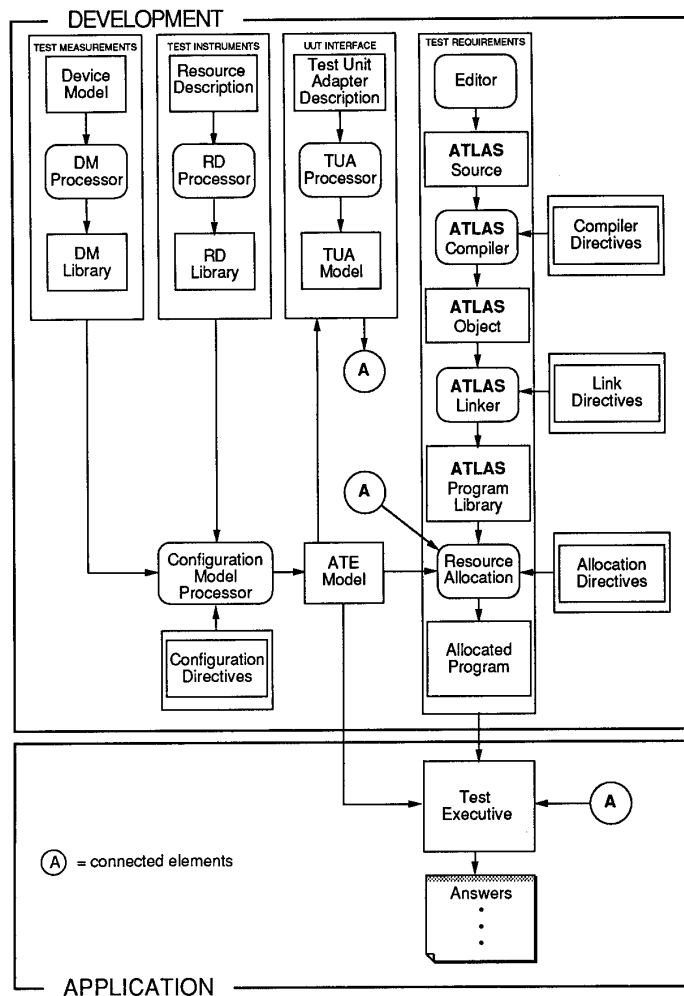 DEVELOPMENT
TEST MEASUREMENTS
Device
Model
DM
Processor
DM
Library
TEST INSTRUMENTS
Resource
Description
RD
Processor
RD
Library
UUT INTERFACE
Test Unit
Adapter
Description
TUA
Processor
TUA
Model
A
TEST REQUIREMENTS
Editor
ATLAS
Source
ATLAS
Compiler
Compiler
Directives
ATLAS
Object
ATLAS
Linker
Link
Directives
ATLAS
Program
Library
A
Configuration
Model
Processor
ATE
Model
Resource
Allocation
Allocation
Directives
Configuration
Directives
Allocated
Program
Test
Executive
A
A = connected elements
Answers
APPLICATION